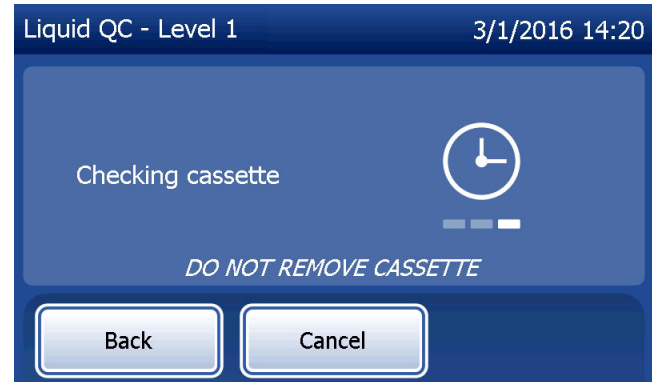 Liquid QC - Level 1 3/1/2016 14:20
Checking cassette
DO NOT REMOVE CASSETTE
Back Cancel